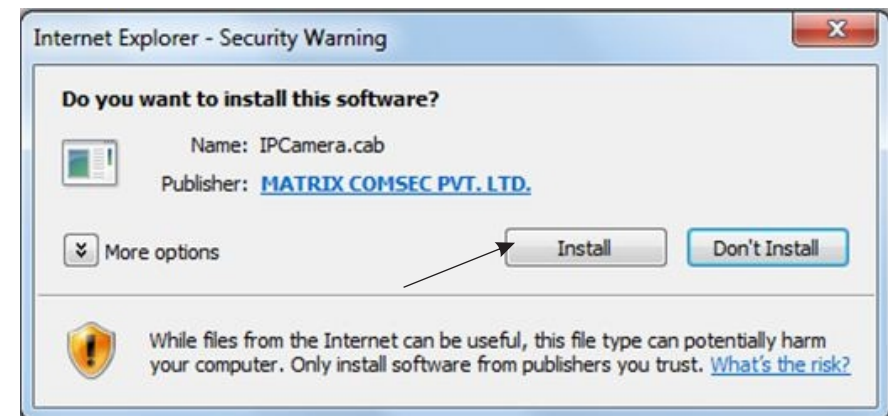 Internet Explorer - Security Warning
Do you want to install this software?
Name: IPCamera.cab
Publisher: MATRIX COMSEC PVT. LTD.
More options
Install
Don't Install
While files from the Internet can be useful, this file type can potentially harm
your computer. Only install software from publishers you trust. What's the risk?